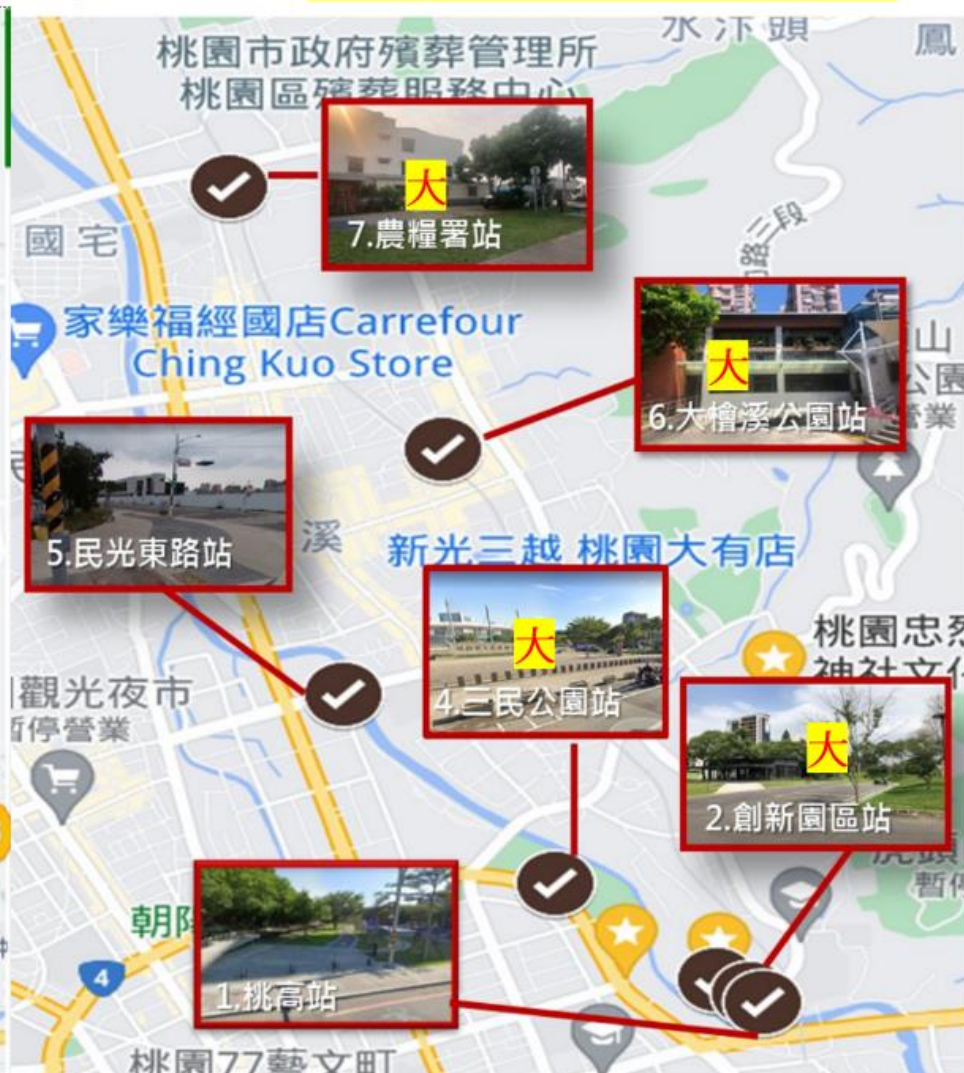 水汴頭
鳳
桃園市政府殯葬管理所
桃園區殯葬服務中心
大
7.農糧署站
國宅
路三段
家樂福經國店Carrefour
Ching Kuo Store
大
6.大檜溪公園站
山
公園
營業
5.民光東路站
溪
新光三越 桃園大有店
大
4.三民公園站
桃園忠烈
神社文化
觀光夜市
暫停營業
大
2.創新園區站
虎頭
暫停
朝陽
1.桃高站
4
桃園77藝文町